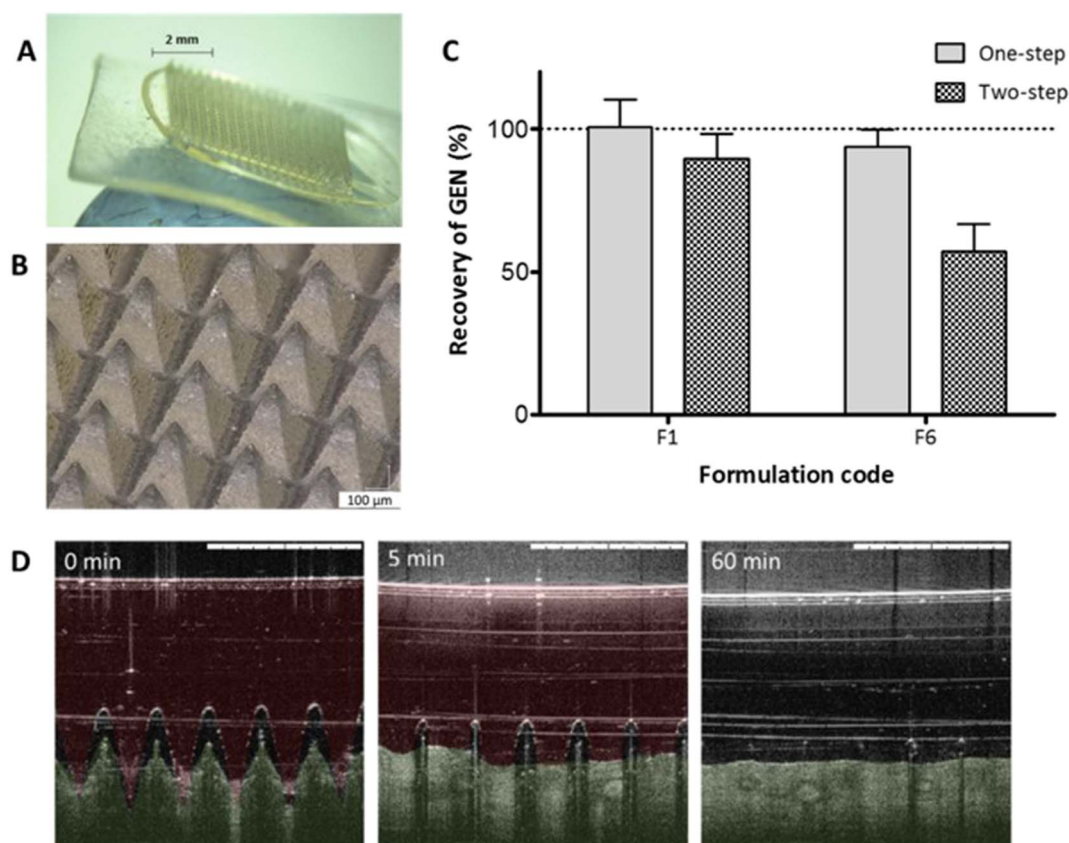 A
2 mm
B
100 µm
C
One-step
Two-step
Recovery of GEN (%)
100
50
0
F1
F6
Formulation code
D
0 min
5 min
60 min